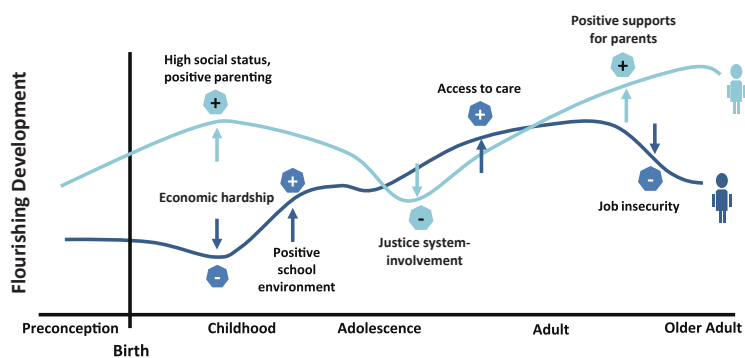 Positive supports
for parents
+
High social status,
positive parenting
+
Access to care
+
Flourishing Development
+
Economic hardship
-
Job insecurity
-
-
Justice system-
involvement
Positive
school
environment
-
Preconception
Birth
Childhood
Adolescence
Adult
Older Adult